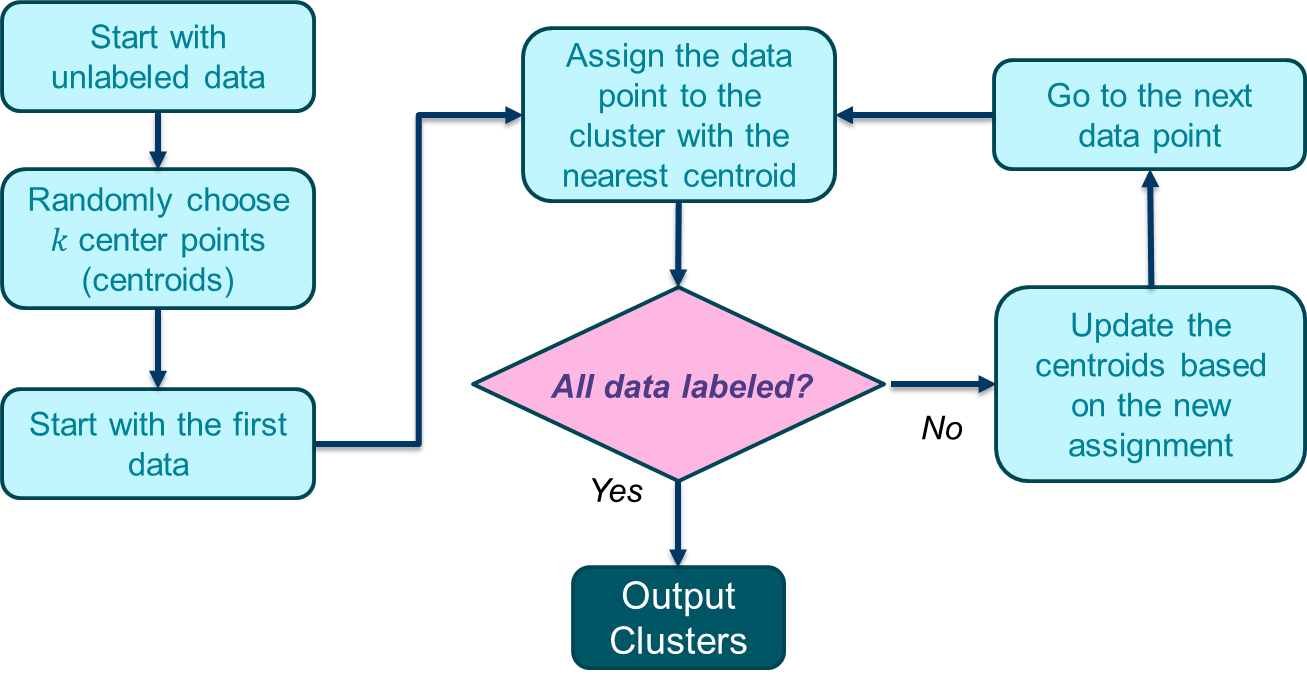 Start with
unlabeled data
Randomly choose
k center points
(centroids)
Start with the first
data
Assign the data
point to the
cluster with the
nearest centroid
All data labeled?
No
Update the
centroids based
on the new
assignment
Go to the next
data point
Yes
Output
Clusters